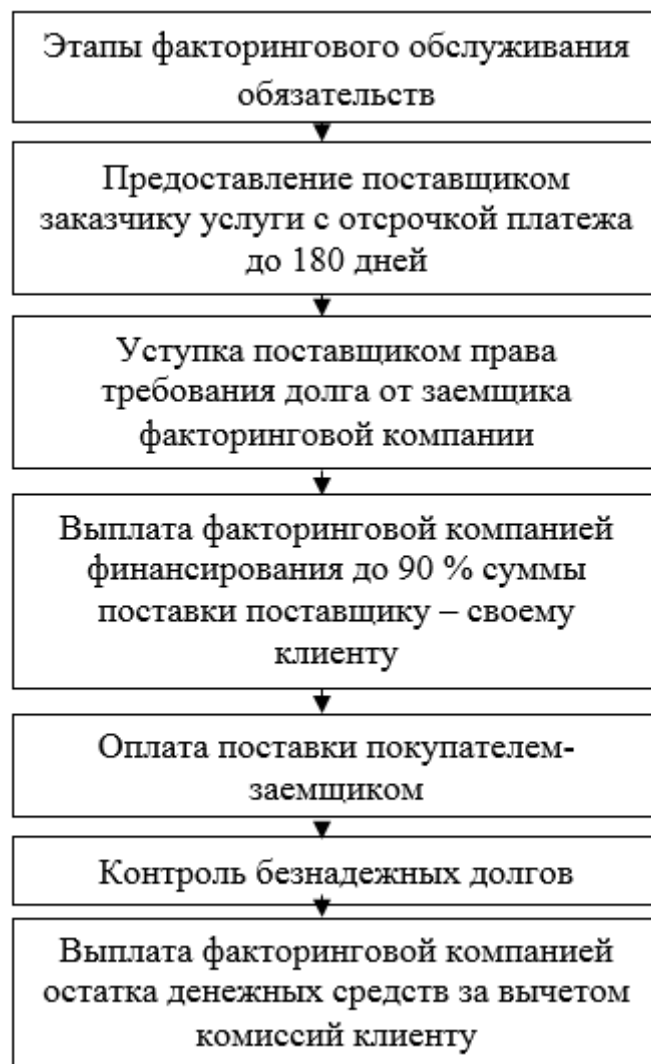 Этапы факторингового обслуживания
обязательств
Предоставление поставщиком
заказчику услуги с отсрочкой платежа
до 180 дней
Уступка поставщиком права
требования долга от заемщика
факторинговой компании
Выплата факторинговой компанией
финансирования до 90 % суммы
поставки поставщику – своему
клиенту
Оплата поставки покупателем-
заемщиком
Контроль безнадежных долгов
Выплата факторинговой компанией
остатка денежных средств за вычетом
комиссий клиенту